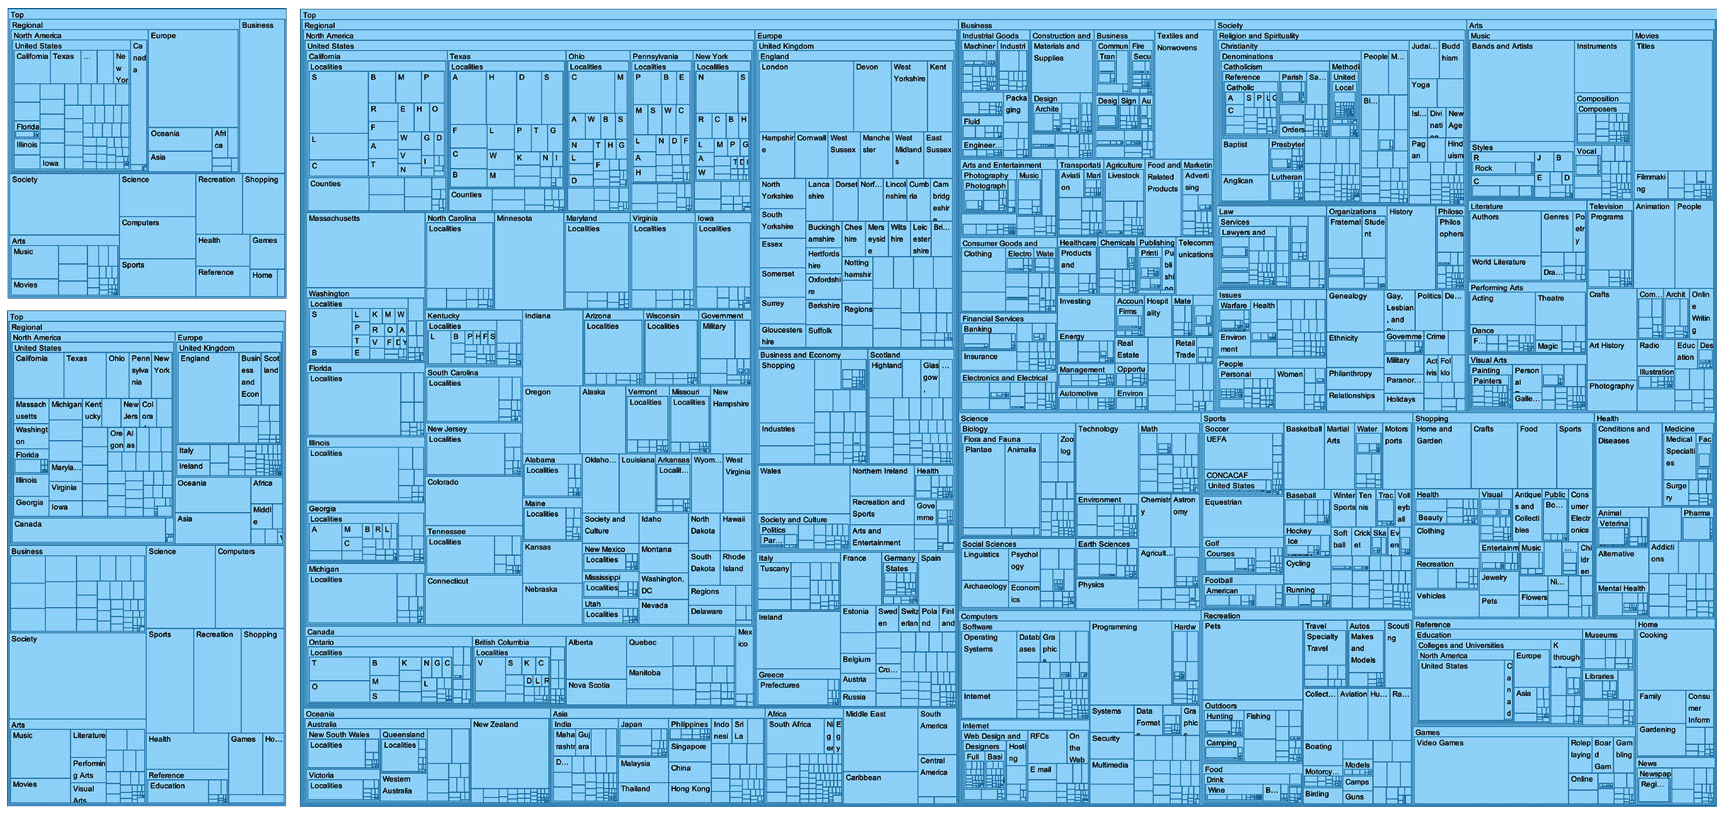 Top
Regional
North America
United States
California
Texas
...
Ne
w
Yor
Ca
nad
a
Florida
Illinois
Iowa
Europe
Oceania
Asia
Afri
ca
Business
Society
Science
Computers
Sports
Recreation
Shopping
Health
Games
Reference
Home
Arts
Music
Movies
Top
Regional
North America
United States
California
Texas
Ohio
Penn
sylva
nia
New
York
Massach
usetts
Michigan
Kent
ucky
New
Jers
Col
ora
Washingt
on
Ore
gon
Al
as
Florida
Maryla...
Illinois
Virginia
Georgia
Iowa
Canada
Europe
United Kingdom
England
Busin
ess
and
Econ
Scot
land
Italy
Ireland
Oceania
Africa
Asia
Middl
e
Business
Science
Computers
Society
Sports
Recreation
Shopping
Arts
Music
Literature
Performin
g Arts
Visual
Arts
Movies
Health
Games
Ho...
Reference
Education
Top
Regional
North America
United States
California
Localities
Counties
Texas
Localities
Counties
Ohio
Localities
Pennsylvania
Localities
New York
Localities
Massachusetts
North Carolina
Localities
Minnesota
Maryland
Localities
Virginia
Localities
Iowa
Localities
Washington
Localities
Kentucky
Localities
Indiana
Arizona
Localities
Wisconsin
Localities
Government
Military
Florida
Localities
South Carolina
Localities
Oregon
Alaska
Vermont
Localities
Missouri
Localities
New
Hampshire
New Jersey
Localities
Illinois
Localities
Alabama
Localities
Oklaho...
Louisiana
Arkansas
Localit...
Wyom...
West
Virginia
Colorado
Maine
Localities
Georgia
Localities
Tennessee
Localities
Society and
Culture
Idaho
North
Dakota
Hawaii
Kansas
New Mexico
Localities
Montana
South
Dakota
Rhode
Island
Michigan
Localities
Connecticut
Nebraska
Mississippi
Localities
Washington,
DC
Regions
Utah
Localities
Nevada
Delaware
Canada
Ontario
Localities
British Columbia
Localities
Alberta
Quebec
Manitoba
Nova Scotia
Mex
ico
Oceania
Australia
New South Wales
Localities
Queensland
Localities
Victoria
Localities
Western
Australia
New Zealand
Asia
India
Maha
rashtr
Guj
arat
D...
Japan
Philippines
Indo
nesi
Sri
La
Singapore
Malaysia
China
Thailand
Hong Kong
Africa
South Africa
Middle East
South
America
Caribbean
Central
America
Europe
United Kingdom
England
London
Devon
West
Yorkshire
Kent
Hampshir
e
Cornwall
West
Sussex
Manche
ster
West
Midland
s
East
Sussex
North
Yorkshire
Lanca
shire
Dorset
Norf...
Lincol
nshire
Cumb
ria
Cam
bridg
eshir
e
South
Yorkshire
Buckingh
amshire
Ches
hire
Mers
eysid
e
Wilts
hire
Leic
ester
shire
Bri...
Essex
Hertfords
hire
Notting
hamshir
Somerset
Oxfordshi
re
Surrey
Berkshire
Regions
Gloucesters
hire
Suffolk
Business and Economy
Shopping
Industries
Scotland
Highland
Glas
gow
Wales
Northern Ireland
Health
Recreation and
Sports
Gove
rnme
Society and Culture
Politics
Par...
Arts and
Entertainment
Italy
Tuscany
France
Germany
States
Spain
Ireland
Estonia
Swed
en
Switz
erlan
Pola
nd
Finl
and
Belgium
Cro...
Austria
Greece
Prefectures
Russia
Business
Industrial Goods
Machiner
Industri
Packa
ging
Fluid
Engineer...
Construction and
Materials and
Supplies
Design
Archite
Business
Commun
Tran
Fire
Secu
Desig
Sign
Au
Textiles and
Nonwovens
Arts and Entertainment
Photography
Photograph
Music
Transportati
Aviati
on
Mari
Agriculture
Livestock
Food and
Related
Products
Marketin
Adverti
sing
Consumer Goods and
Clothing
Electro
Wate
Healthcare
Products
and
Chemicals
Publishing
Printi
Pu
bli
shi
Telecomm
unications
Investing
Accoun
Firms
Hospit
ality
Mate
Financial Services
Banking
Insurance
Energy
Real
Estate
Retail
Trade
Electronics and Electrical
Management
Opportu
Automotive
Environ
Society
Religion and Spirituality
Christianity
Denominations
Catholicism
Reference
Catholic
Parish
Sa...
Orders
Methodi
United
Local
Baptist
Presbyter
Anglican
Lutheran
People
M...
Bi...
Judai...
Budd
hism
Yoga
Isl...
Divi
nati
New
Age
Pag
an
Hind
uism
Law
Services
Lawyers and
Organizations
Fraternal
Stude
nt
History
Philoso
ophers
Issues
Warfare
Health
Environ
ment
Genealogy
Gay,
Lesbian
, and
Politics
De...
Ethnicity
Governme
Crime
People
Personal
Women
Philanthropy
Military
Act
ivis
Fol
klo
Paranor...
Relationships
Holidays
Arts
Music
Bands and Artists
Instruments
Composition
Composers
Vocal
Styles
Rock
Movies
Titles
Filmmaki
ng
Literature
Authors
Genres
Po
etr
y
World Literature
Dra...
Television
Programs
Animation
People
Performing Arts
Acting
Theatre
Dance
F...
Magic
Crafts
Com...
Archit
Onlin
e
Writin
g
Visual Arts
Painting
Painters
Person
al
Galle...
Art History
Radio
Educ
ation
Des
Photography
Illustration
Science
Biology
Flora and Fauna
Plantae
Animalia
Zoo
log
Technology
Math
Environment
Chemistr
y
Astron
omy
Social Sciences
Linguistics
Psychol
ogy
Archaeology
Econom
ics
Earth Sciences
Agricult...
Physics
Sports
Soccer
UEFA
CONCACAF
United States
Basketball
Martial
Arts
Water
Motors
ports
Equestrian
Baseball
Winter
Sports
Ten
nis
Trac
Voll
eyb
all
Hockey
Ice
Soft
ball
Crick
et
Ska
Ev
en
Golf
Courses
Cycling
Football
American
Running
Shopping
Home and
Garden
Crafts
Food
Sports
Health
Beauty
Visual
Antique
s and
Collecti
bles
Public
Bo...
Cons
umer
Electr
onics
Clothing
Entertainm
Music
...
Chi
ldr
en
Recreation
Jewelry
Ni...
Vehicles
Pets
Flowers
Health
Conditions and
Diseases
Medicine
Medical
Specialti
es
Fac
Surge
ry
Animal
Veterina
Pharma
Alternative
Addicti
ons
Mental Health
Computers
Software
Operating
Systems
Datab
ases
Gra
phic
s
Programming
Hardw
Internet
Systems
Data
Format
Gra
phic
Internet
Web Design and
Designers
Full
Basi
Hosti
ng
RFCs
On
the
Web
E mail
Security
Multimedia
Recreation
Pets
Travel
Specialty
Travel
Autos
Makes
and
Models
Scouti
ng
Collect...
Aviation
Hu...
Ra...
Outdoors
Hunting
Fishing
Camping
Boating
Food
Drink
Wine
B...
Motorcy...
Models
Camps
Birding
Guns
Reference
Education
Colleges and Universities
North America
United States
C
a
n
a
d
Europe
Asia
K
through
Museums
Libraries
Home
Cooking
Family
Consu
mer
Inform
Gardening
Games
Video Games
Rolep
laying
Boar
d
Gam
Gam
bling
Online
News
Newspap
Regi...